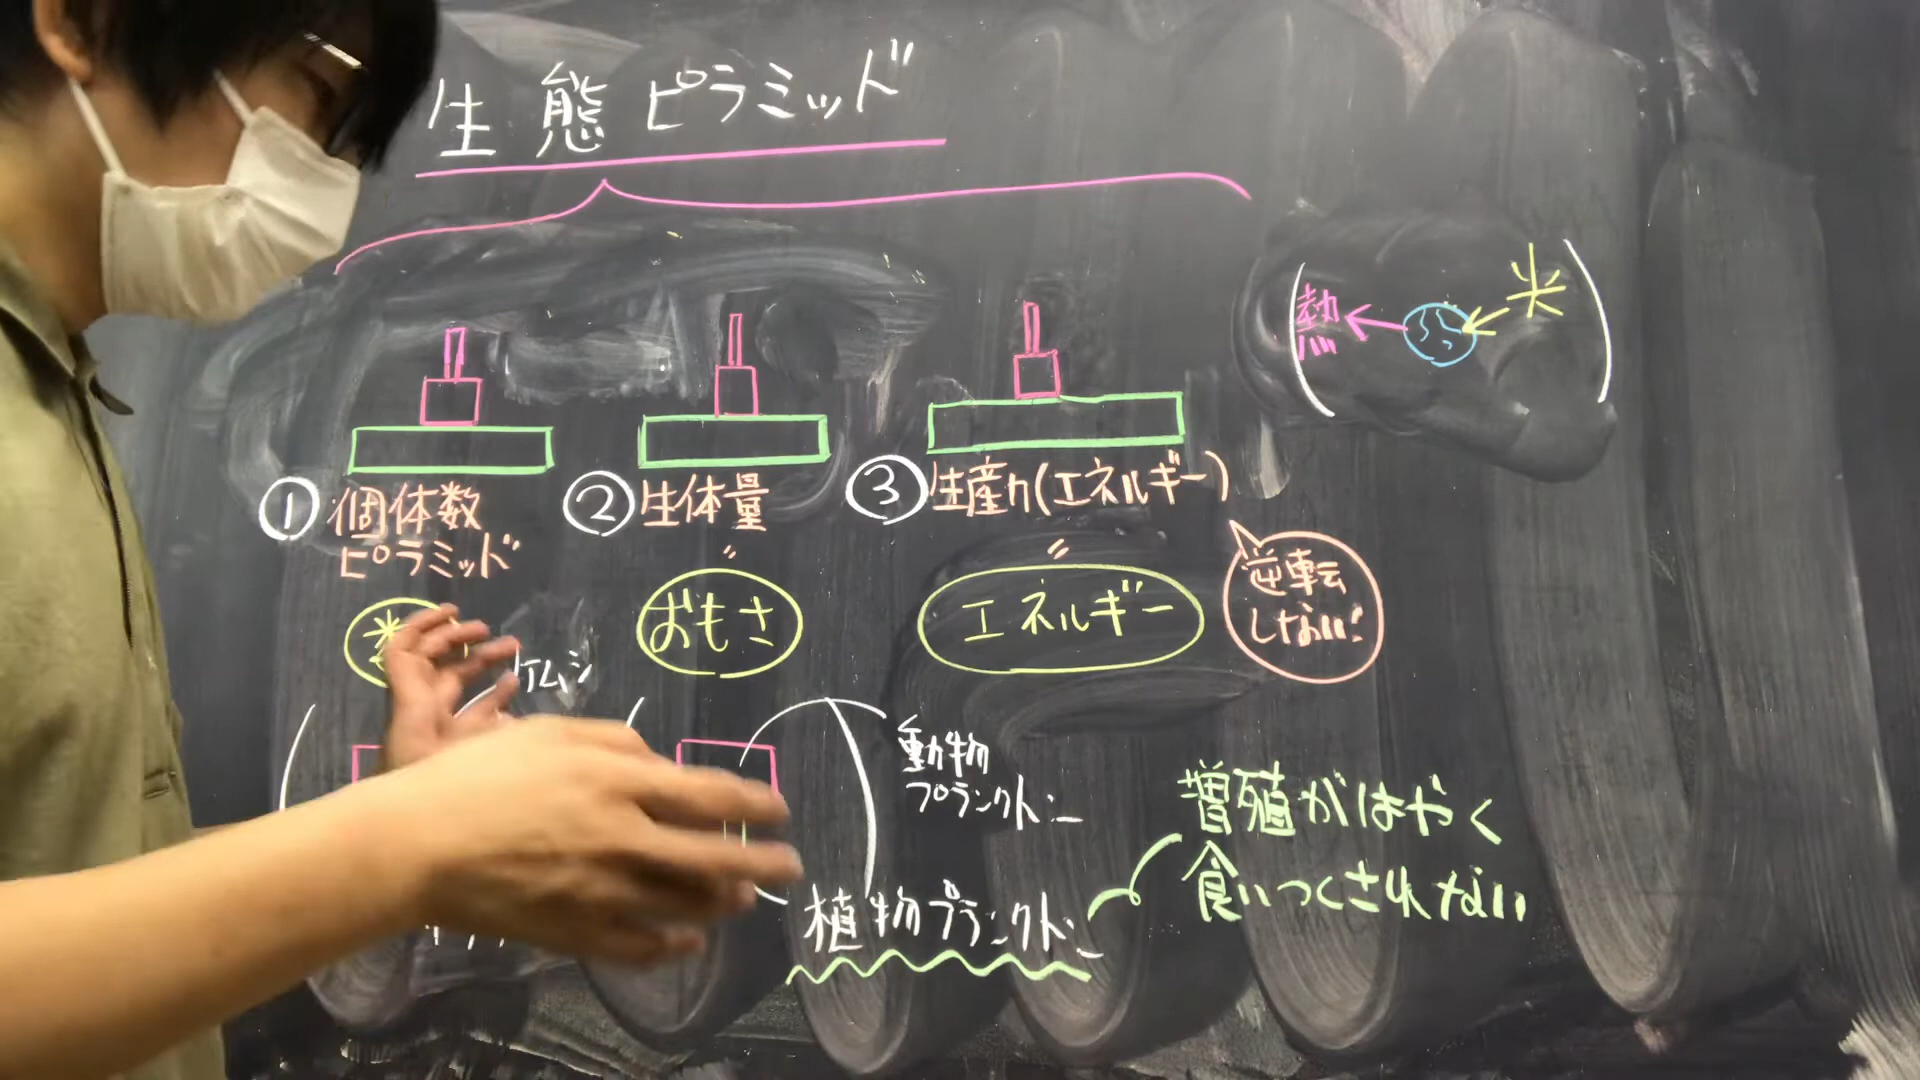 生態ピラミッド
熱 光
① 個体数
ピラミッド
② 生体量
〃
おもさ
③ 生産力(エネルギー)
〃
エネルギー
逆転
しない!
ケムシ
動物
プランクトン
植物プランクトン
増殖がはやく
食いつくされない